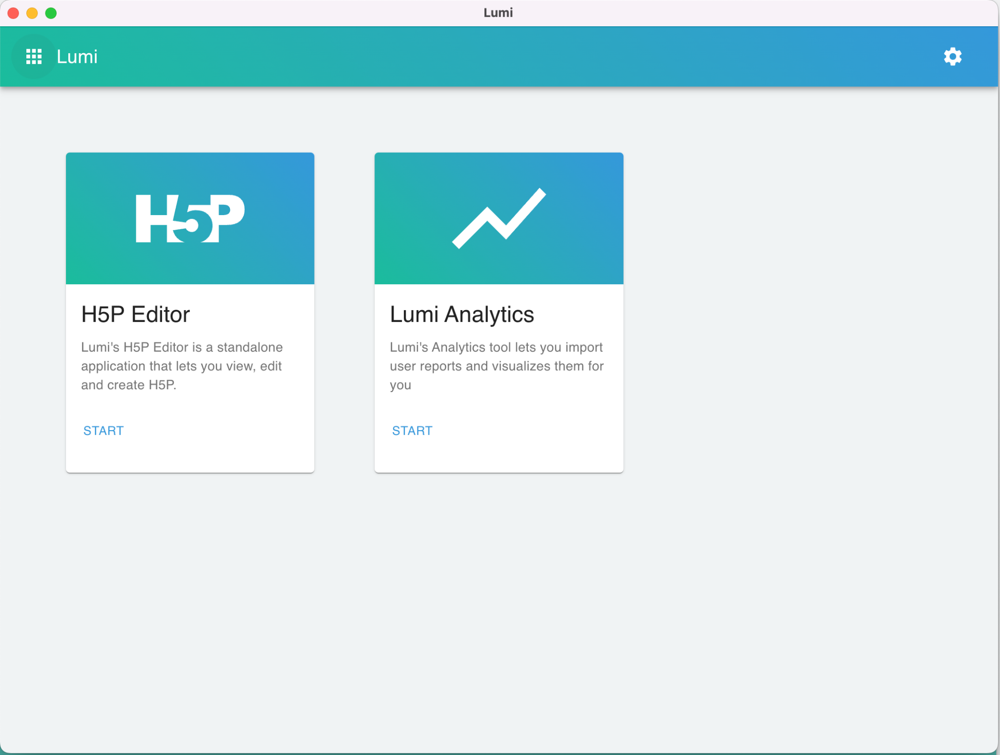 Lumi
Lumi
H5P
H5P Editor
Lumi's H5P Editor is a standalone
application that lets you view, edit
and create H5P.
START
Lumi Analytics
Lumi's Analytics tool lets you import
user reports and visualizes them for
you
START